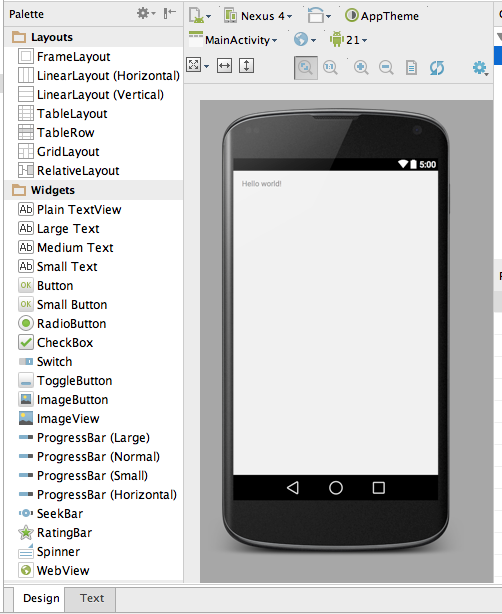 Palette
Layouts
FrameLayout
LinearLayout (Horizontal)
LinearLayout (Vertical)
TableLayout
TableRow
GridLayout
RelativeLayout
Widgets
Ab Plain TextView
Ab Large Text
Ab Medium Text
Ab Small Text
OK Button
OK Small Button
RadioButton
CheckBox
Switch
ToggleButton
ImageButton
ImageView
ProgressBar (Large)
ProgressBar (Normal)
ProgressBar (Small)
ProgressBar (Horizontal)
SeekBar
RatingBar
Spinner
WebView
Design
Text
Nexus 4
AppTheme
MainActivity
21
1:1
5:00
Hello world!